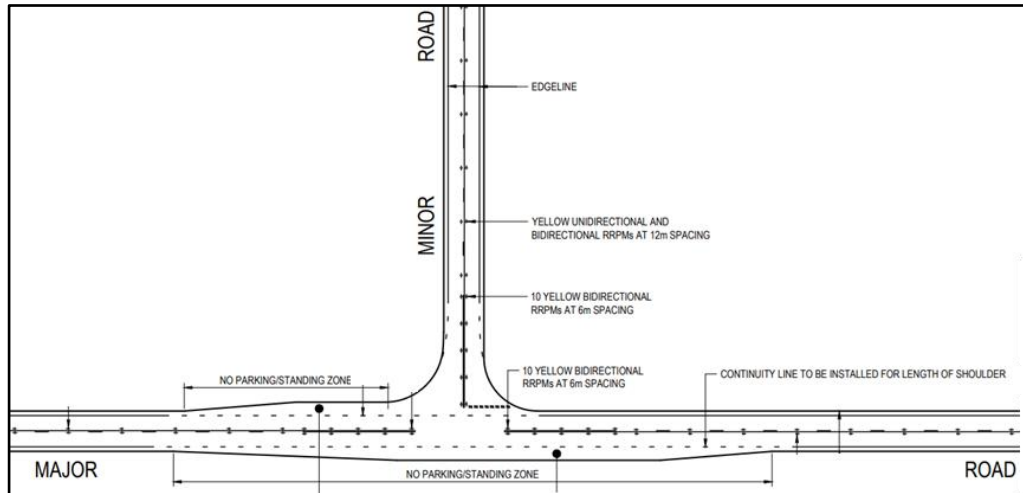 ROAD
EDGELINE
MINOR
YELLOW UNIDIRECTIONAL AND
BIDIRECTIONAL RRPMs AT 12m SPACING
10 YELLOW BIDIRECTIONAL
RRPMs AT 6m SPACING
10 YELLOW BIDIRECTIONAL
RRPMs AT 6m SPACING
NO PARKING/STANDING ZONE
CONTINUITY LINE TO BE INSTALLED FOR LENGTH OF SHOULDER
MAJOR
NO PARKING/STANDING ZONE
ROAD